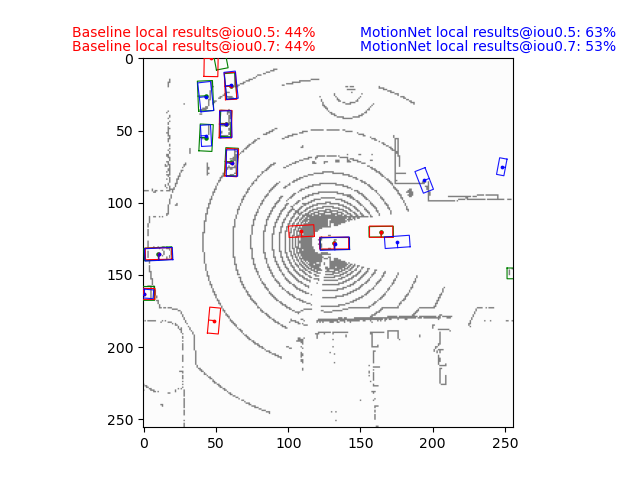 Baseline local results@iou0.5: 44%
MotionNet local results@iou0.5: 63%
Baseline local results@iou0.7: 44%
MotionNet local results@iou0.7: 53%
0
50
100
150
200
250
0 50 100 150 200 250